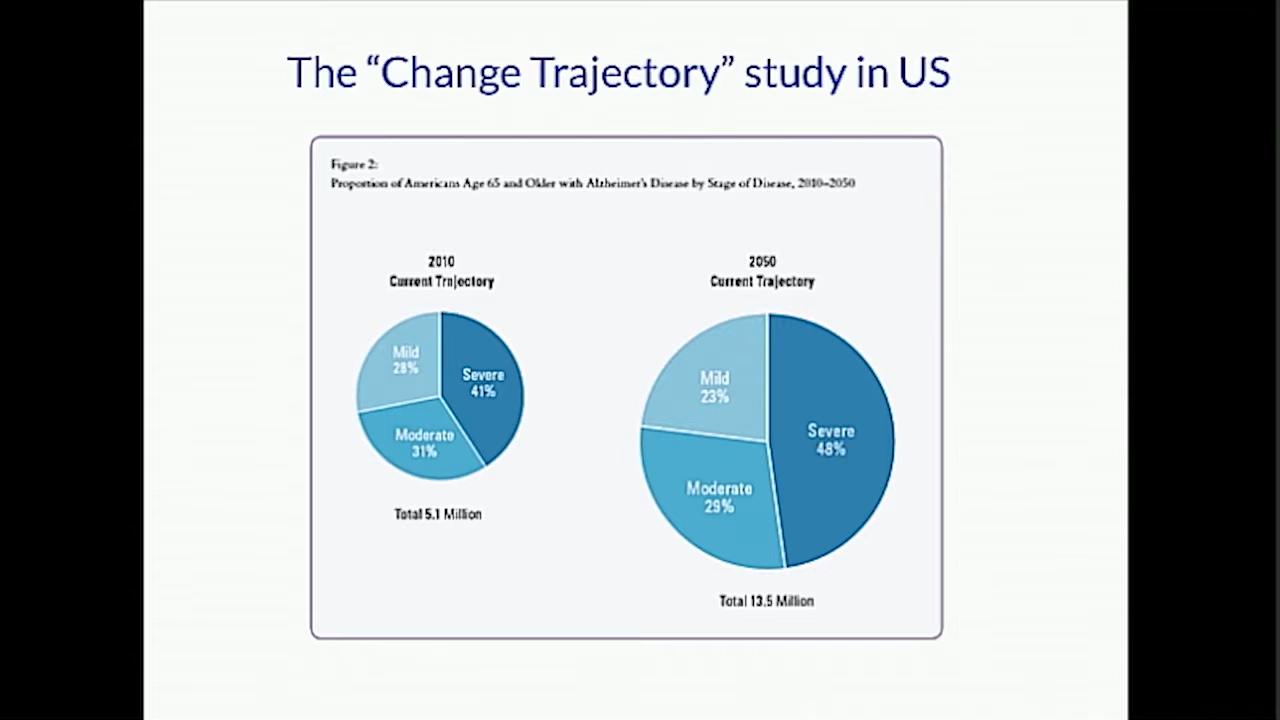 The “Change Trajectory” study in US
Figure 2:
Proportion of Americans Age 65 and Older with Alzheimer's Disease by Stage of Disease, 2010–2050
2010
Current Trajectory
Mild
28%
Severe
41%
Moderate
31%
Total 5.1 Million
2050
Current Trajectory
Mild
23%
Severe
48%
Moderate
29%
Total 13.5 Million